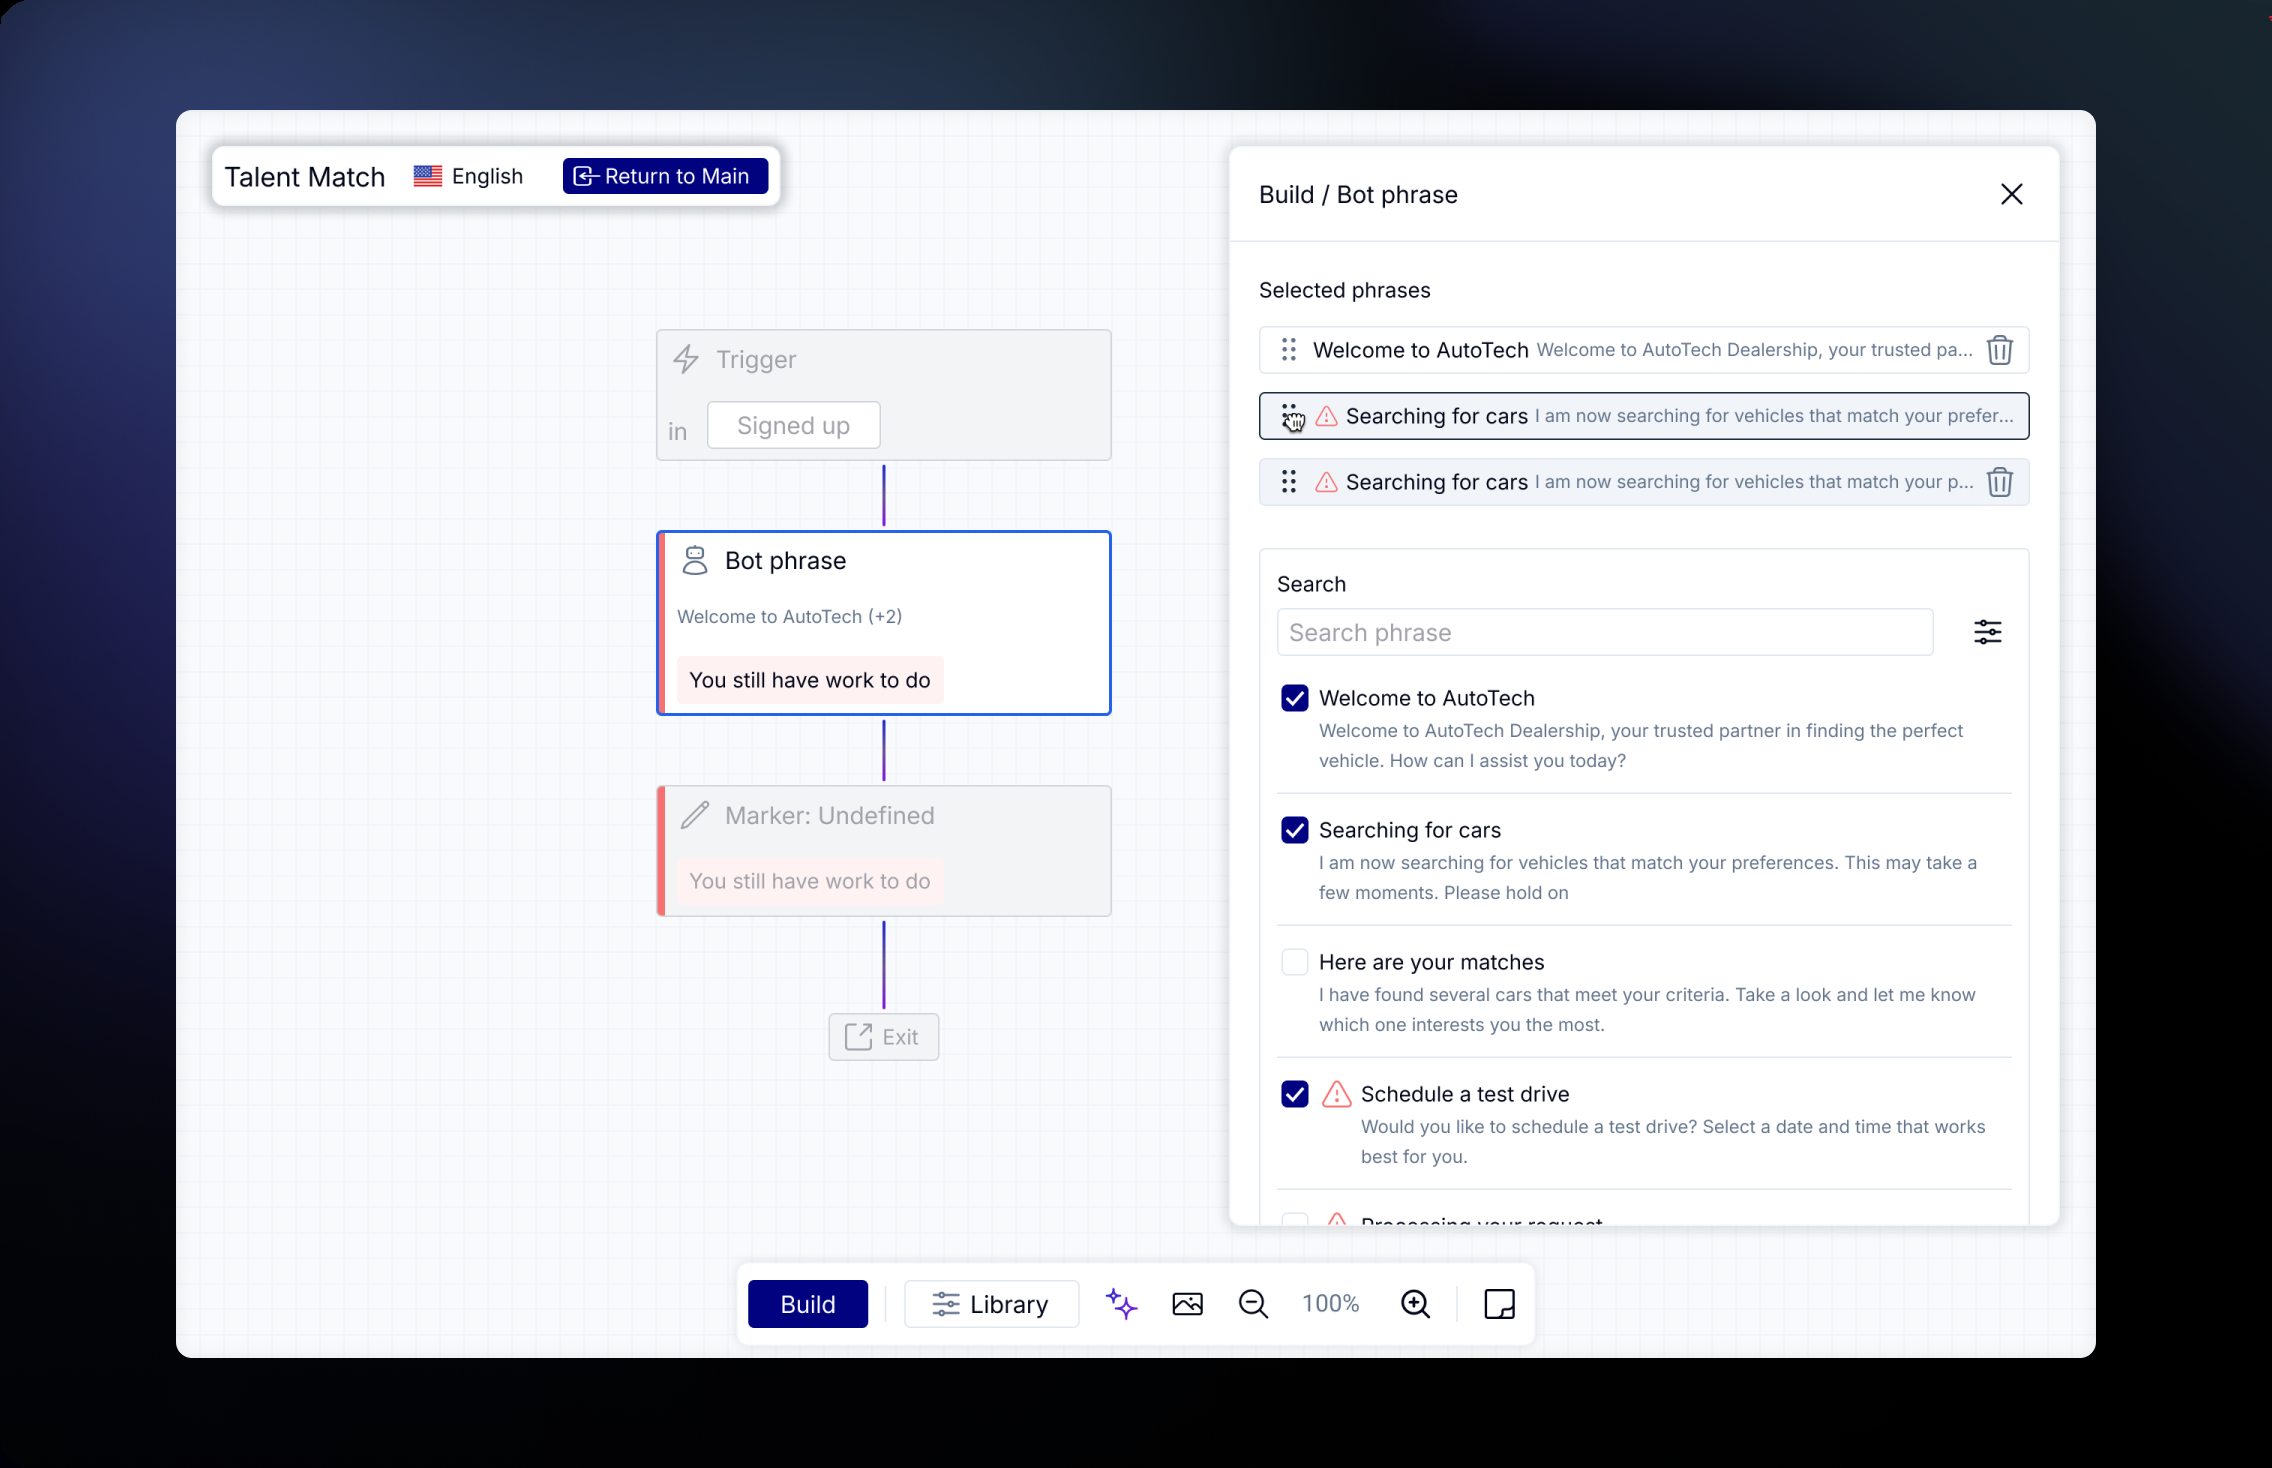 Talent Match
English
Return to Main
Trigger
in
Signed up
Bot phrase
Welcome to AutoTech (+2)
You still have work to do
Marker: Undefined
You still have work to do
Exit
Build / Bot phrase
Selected phrases
Welcome to AutoTech Welcome to AutoTech Dealership, your trusted pa...
Searching for cars I am now searching for vehicles that match your prefer...
Searching for cars I am now searching for vehicles that match your p...
Search
Search phrase
Welcome to AutoTech
Welcome to AutoTech Dealership, your trusted partner in finding the perfect
vehicle. How can I assist you today?
Searching for cars
I am now searching for vehicles that match your preferences. This may take a
few moments. Please hold on
Here are your matches
I have found several cars that meet your criteria. Take a look and let me know
which one interests you the most.
Schedule a test drive
Would you like to schedule a test drive? Select a date and time that works
best for you.
Processing your request
Build
Library
100%